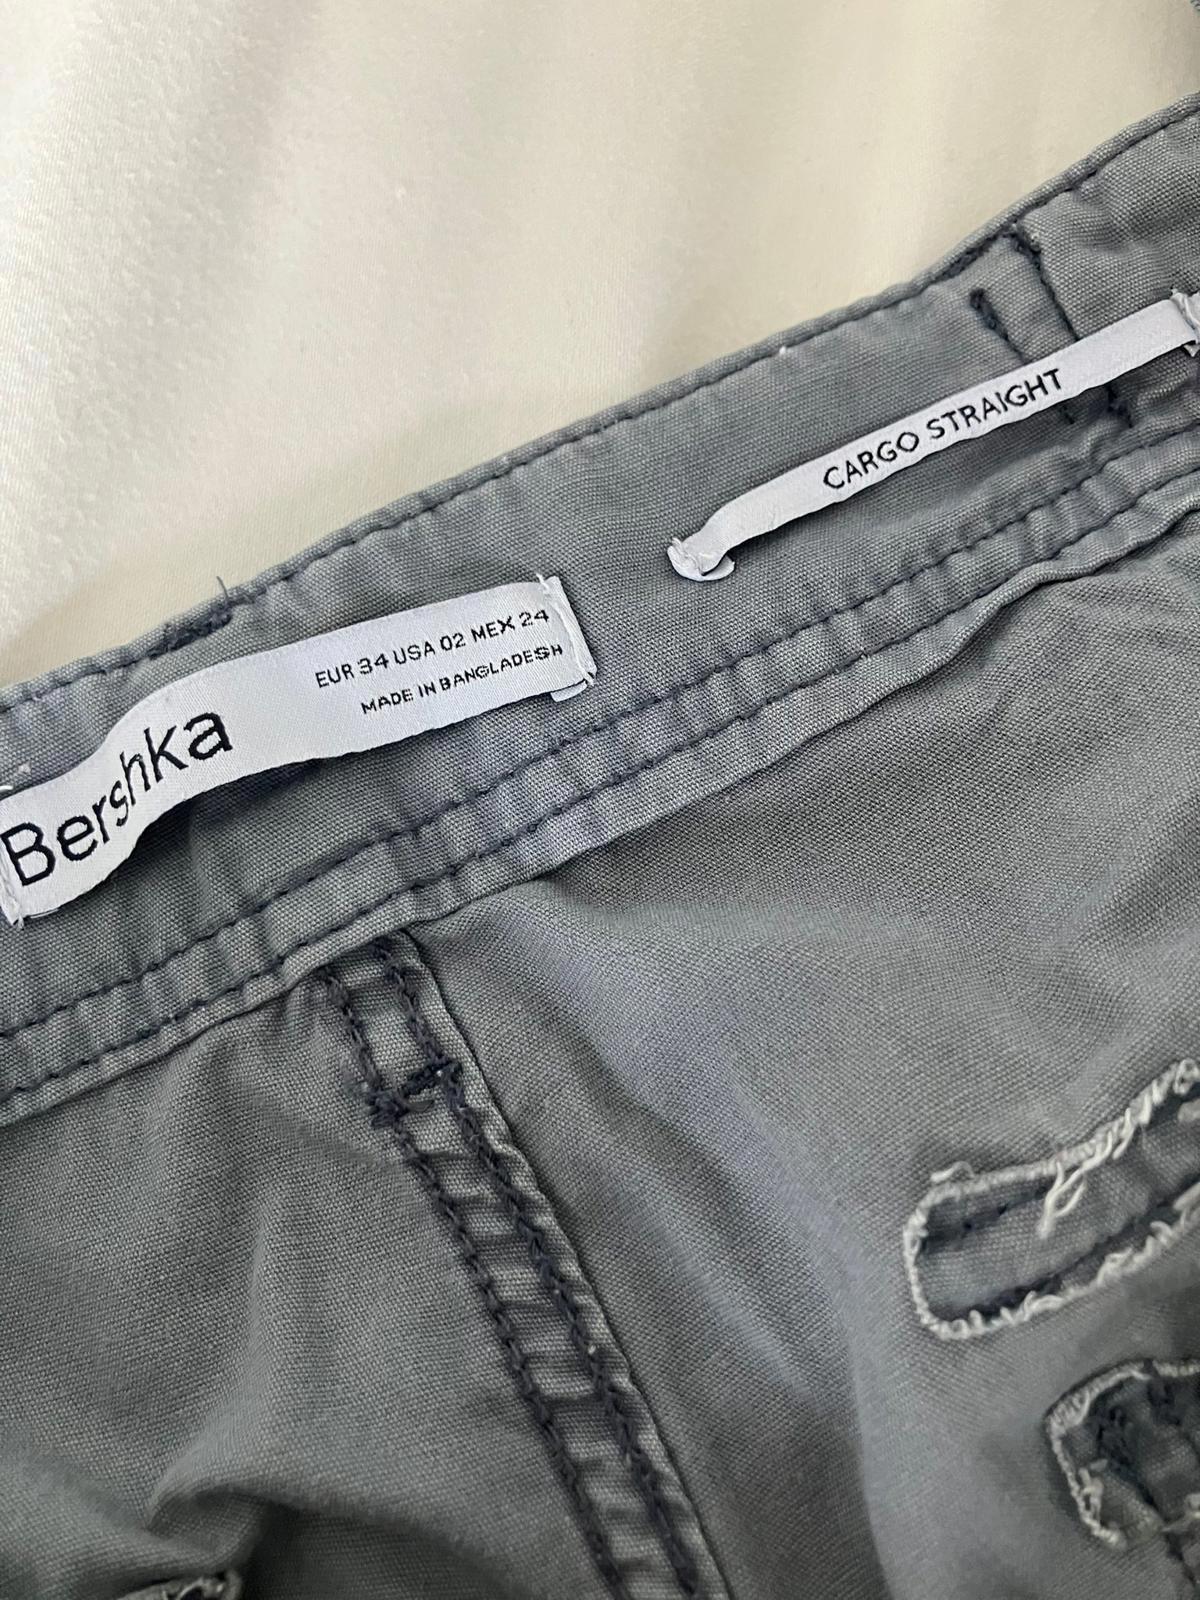 Bershka
EUR 34 USA 02 MEX 24
MADE IN BANGLADESH
CARGO STRAIGHT